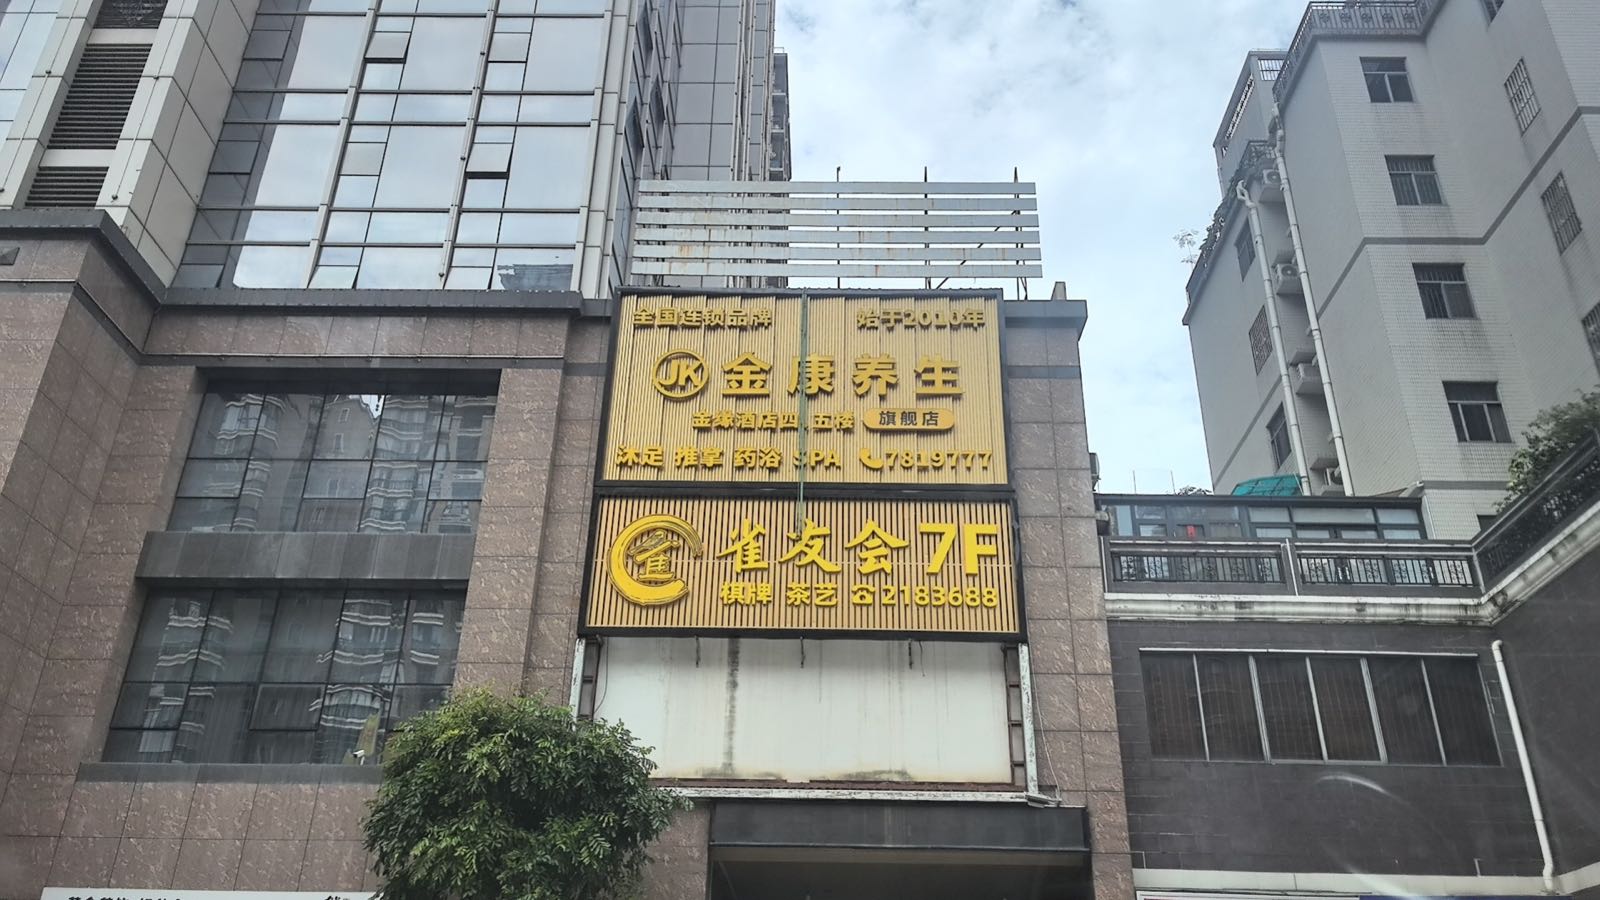 全国连锁品牌 始于2010年
JK 金康养生
金缘酒店四、五楼 旗舰店
沐足 推拿 药浴 SPA 7819777
雀 雀友会 7F
棋牌 茶艺 2183688